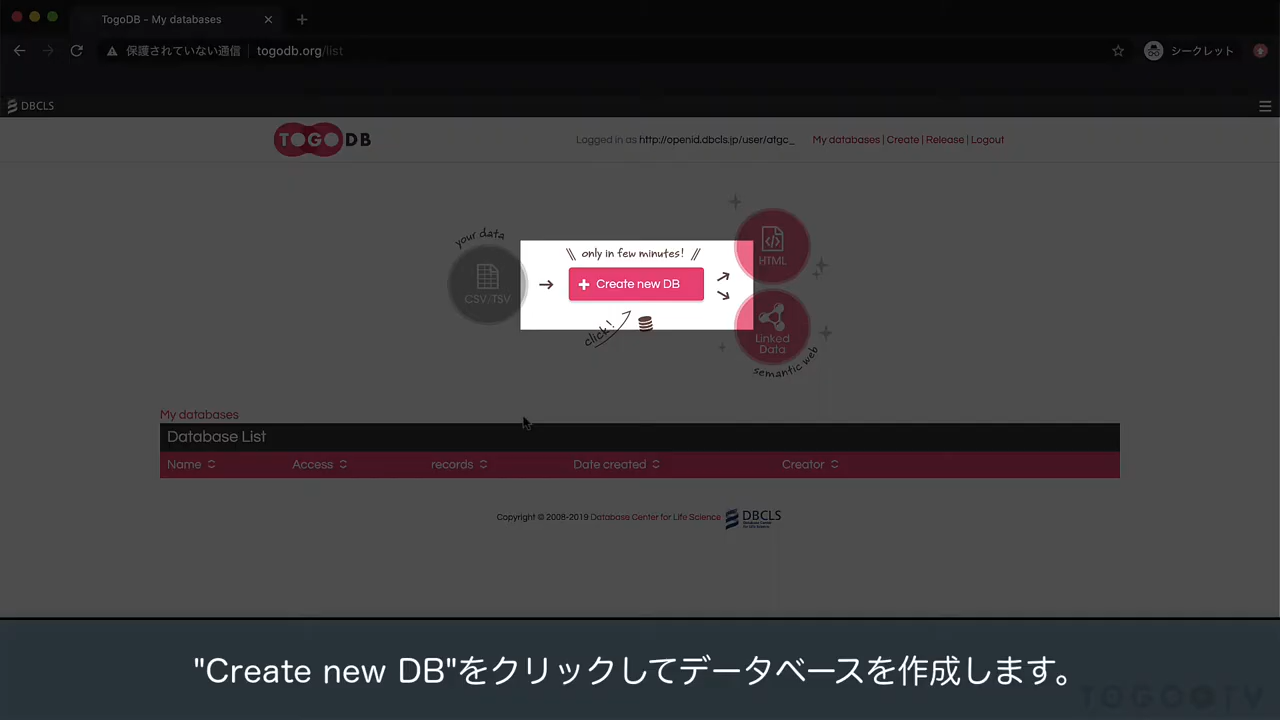 TogoDB - My databases
保護されていない通信 togodb.org/list
シークレット
DBCLS
TOGODB
Logged in as http://openid.dbcls.jp/user/atgc_
My databases | Create | Release | Logout
your data
CSV/TSV
only in few minutes!
Create new DB
click!
HTML
Linked
Data
semantic web
My databases
Database List
Name Access records Date created Creator
Copyright © 2008-2019 Database Center for Life Science DBCLS
"Create new DB"をクリックしてデータベースを作成します。
TOGOTV